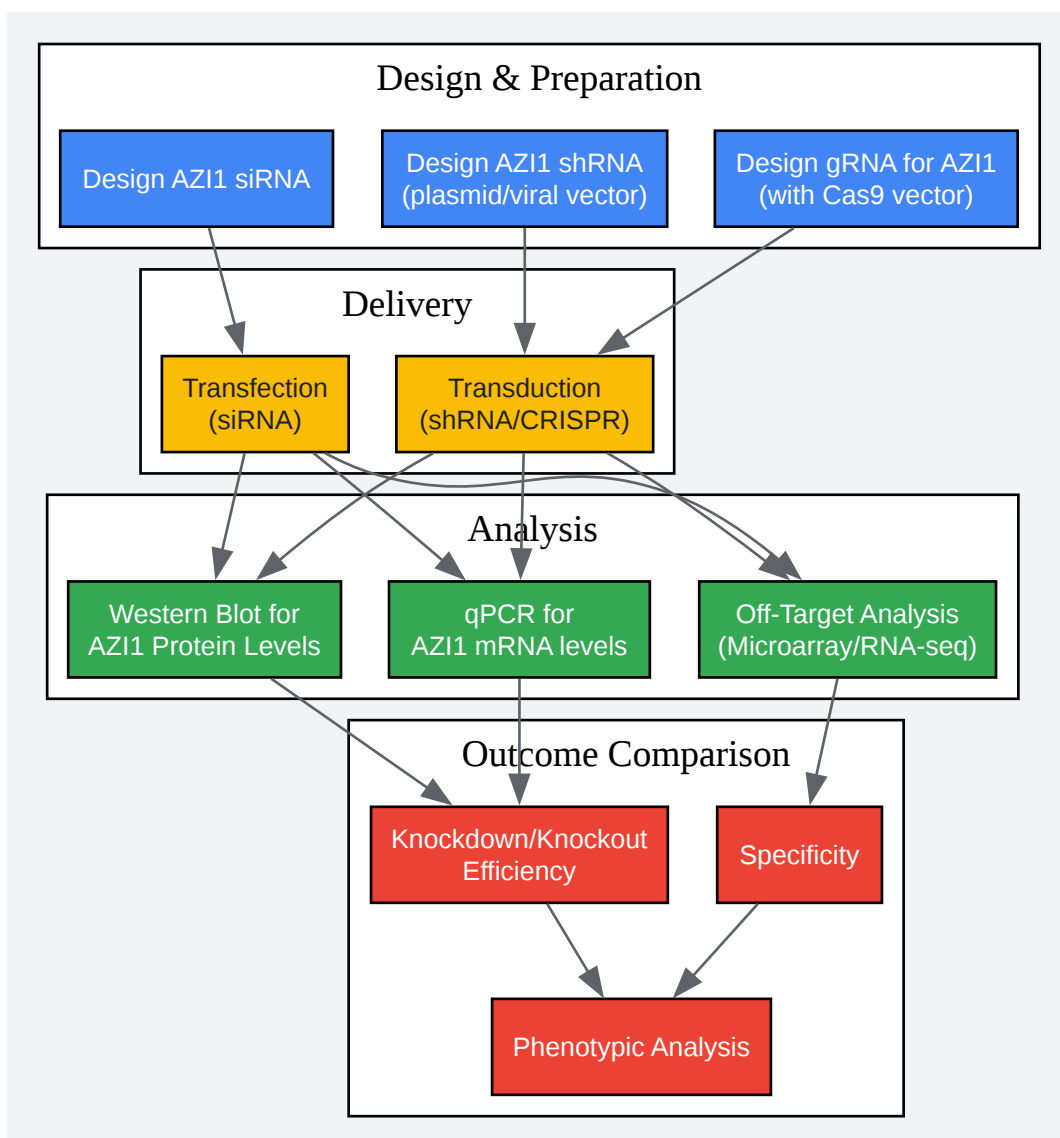 Design & Preparation
Design AZI1 siRNA
Design AZI1 shRNA
(plasmid/viral vector)
Design gRNA for AZI1
(with Cas9 vector)
Delivery
Transfection
(siRNA)
Transduction
(shRNA/CRISPR)
Analysis
Western Blot for
AZI1 Protein Levels
qPCR for
AZI1 mRNA levels
Off-Target Analysis
(Microarray/RNA-seq)
Outcome Comparison
Knockdown/Knockout
Efficiency
Specificity
Phenotypic Analysis